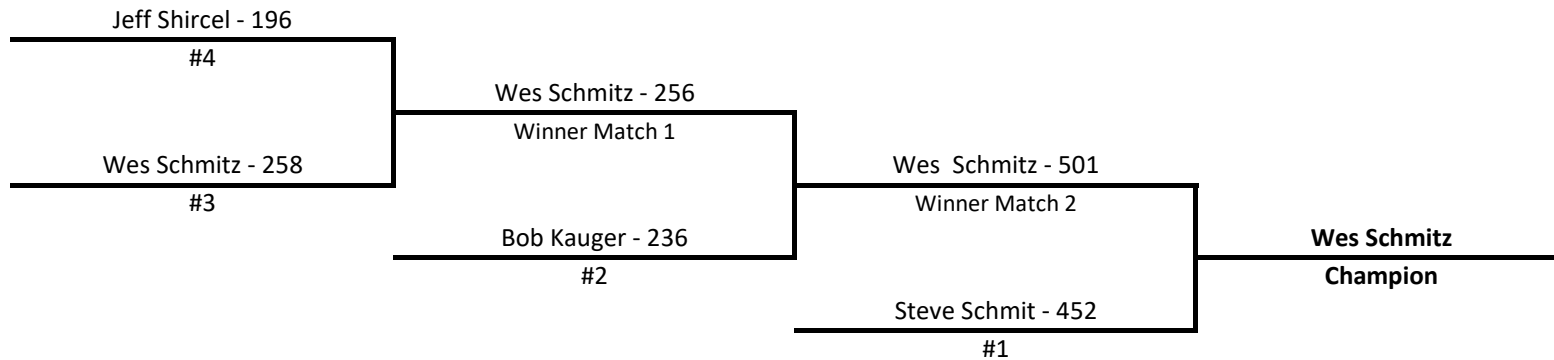 Jeff Shircel - 196
#4
Wes Schmitz - 256
Winner Match 1
Wes Schmitz - 258
#3
Wes  Schmitz - 501
Winner Match 2
Bob Kauger - 236
#2
Wes Schmitz
Champion
Steve Schmit - 452
#1